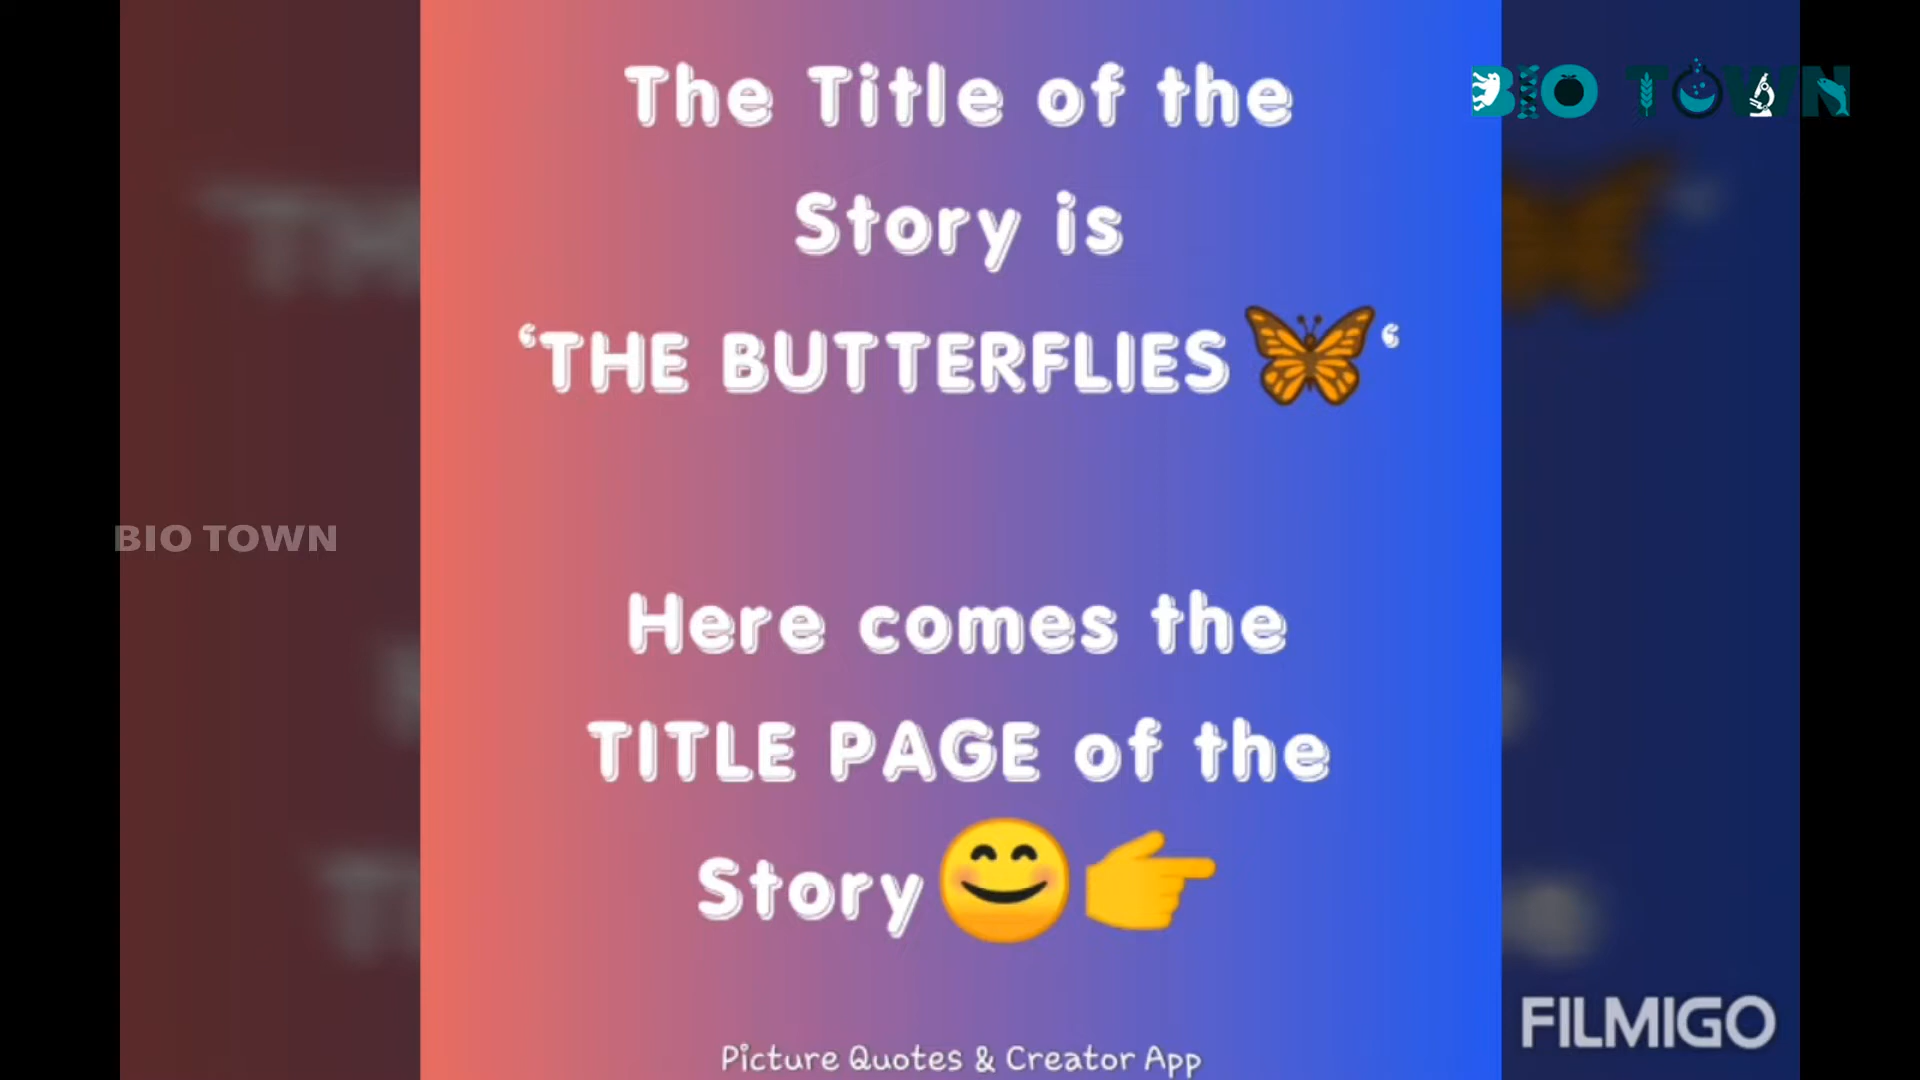 The Title of the
Story is
‘THE BUTTERFLIES🦋‘
Here comes the
TITLE PAGE of the
Story😊👉
Picture Quotes & Creator App
BIO TOWN
BIO TOWN
FILMIGO